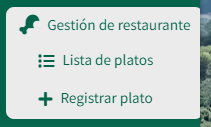 Gestión de restaurante
Lista de platos
Registrar plato